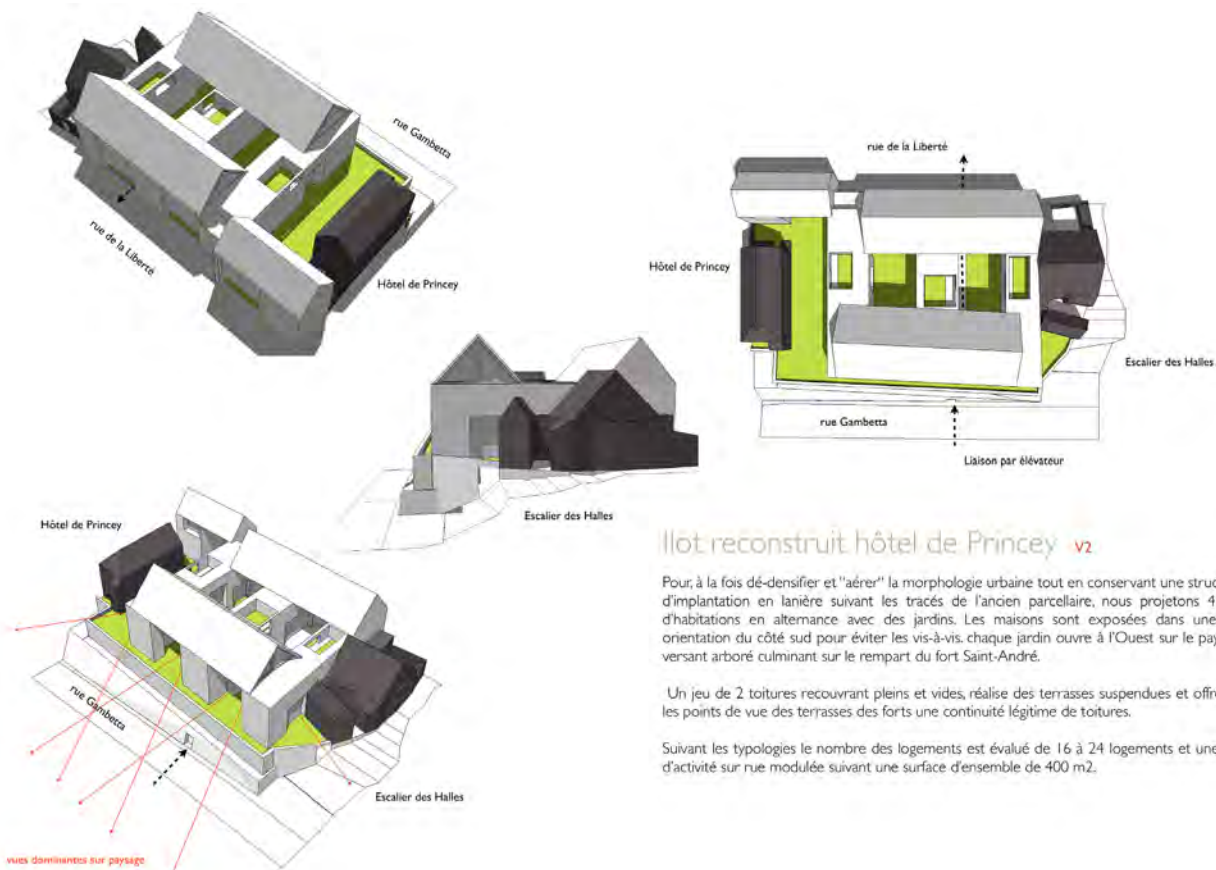 rue Gambetta
rue de la Liberté
Hôtel de Princey
rue de la Liberté
Hôtel de Princey
Escalier des Halles
rue Gambetta
Liaison par élévateur
Escalier des Halles
Hôtel de Princey
rue Gambetta
Escalier des Halles
vues dominantes sur paysage
Ilot reconstruit hôtel de Princey V2
Pour, à la fois dé-densifier et "aérer" la morphologie urbaine tout en conservant une struc
d'implantation en lanière suivant les tracés de l'ancien parcellaire, nous projetons 4
d'habitations en alternance avec des jardins. Les maisons sont exposées dans une
orientation du côté sud pour éviter les vis-à-vis. chaque jardin ouvre à l'Ouest sur le pay
versant arboré culminant sur le rempart du fort Saint-André.
Un jeu de 2 toitures recouvrant pleins et vides, réalise des terrasses suspendues et offre
les points de vue des terrasses des forts une continuité légitime de toitures.
Suivant les typologies le nombre des logements est évalué de 16 à 24 logements et une
d'activité sur rue modulée suivant une surface d'ensemble de 400 m2.